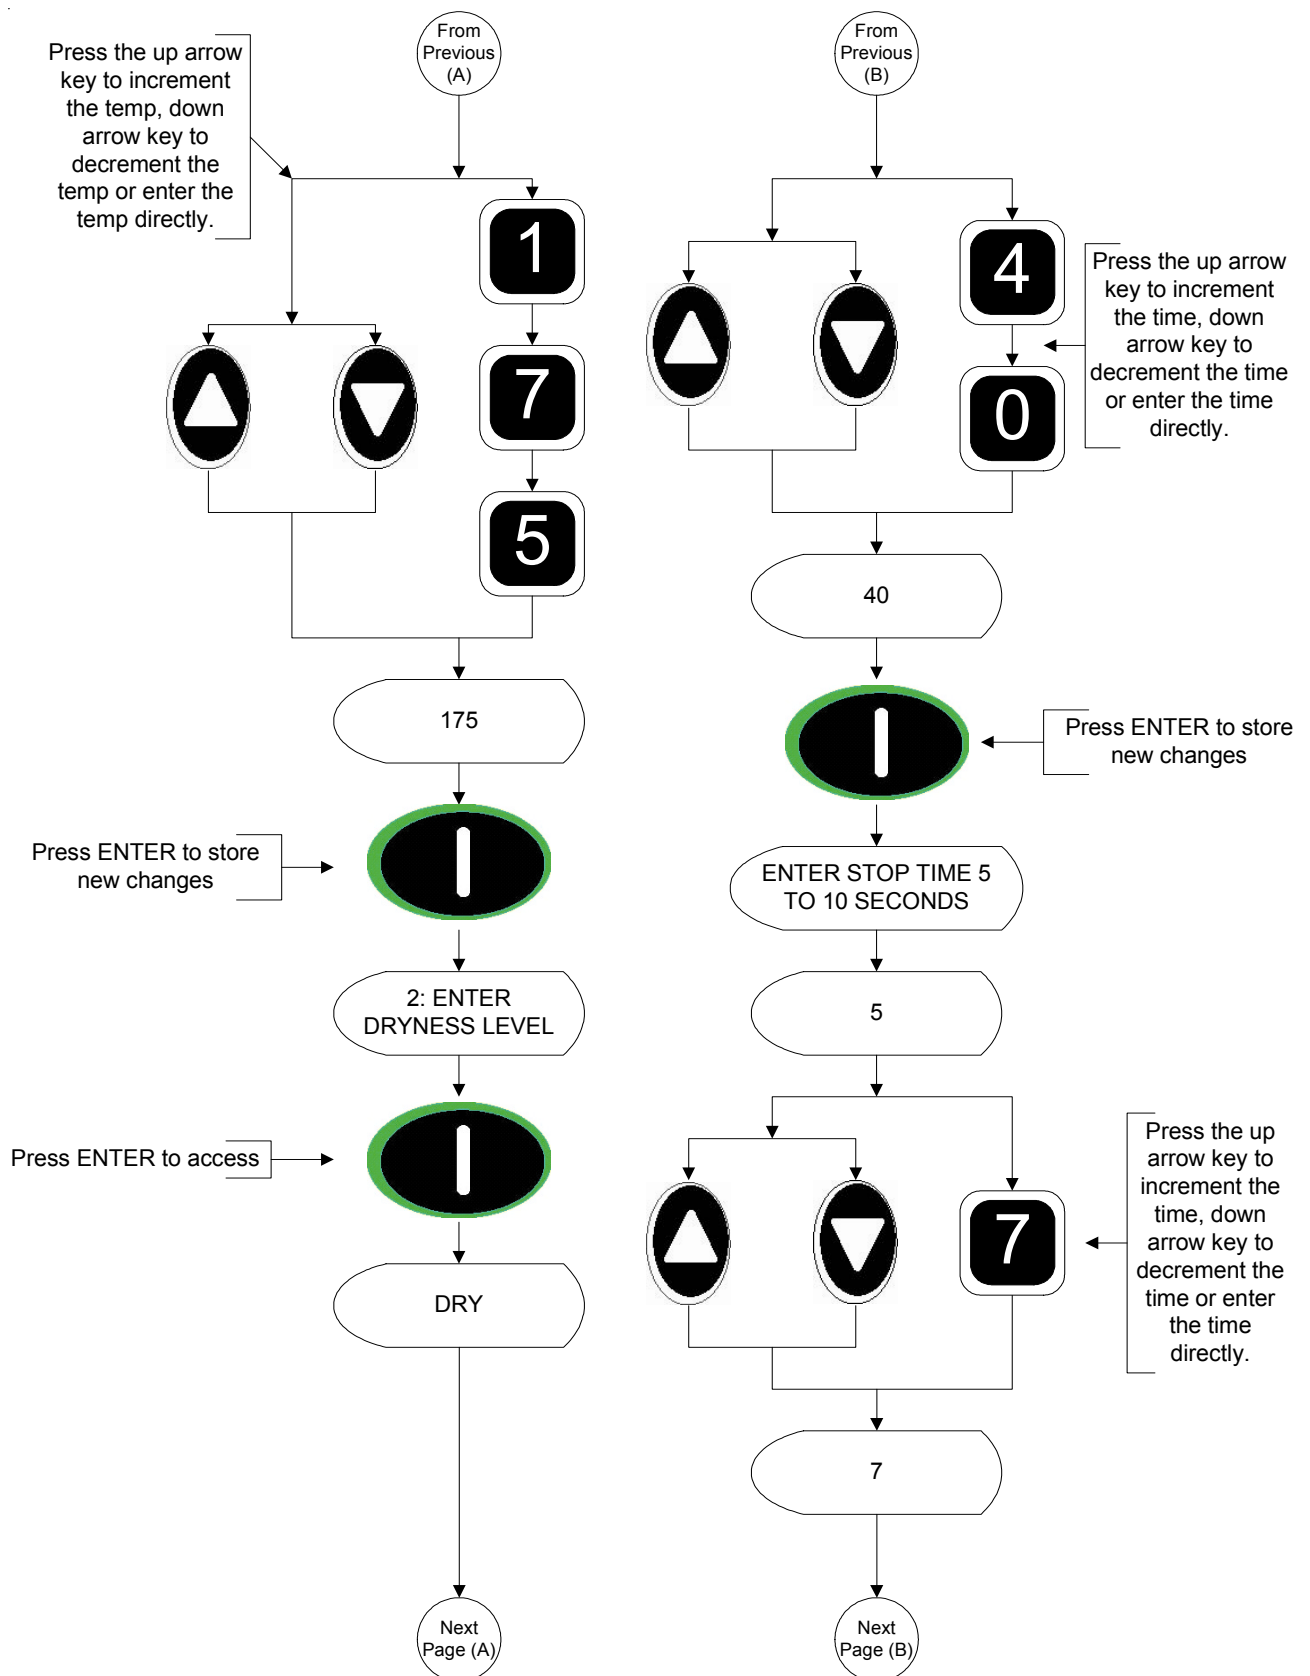 From
Previous
(A)
Press the up arrow
key to increment
the temp, down
arrow key to
decrement the
temp or enter the
temp directly.
1
7
5
175
Press ENTER to store
new changes
2: ENTER
DRYNESS LEVEL
Press ENTER to access
DRY
Next
Page (A)
From
Previous
(B)
4
0
Press the up arrow
key to increment
the time, down
arrow key to
decrement the time
or enter the time
directly.
40
Press ENTER to store
new changes
ENTER STOP TIME 5
TO 10 SECONDS
5
7
Press the up
arrow key to
increment the
time, down
arrow key to
decrement the
time or enter
the time
directly.
7
Next
Page (B)